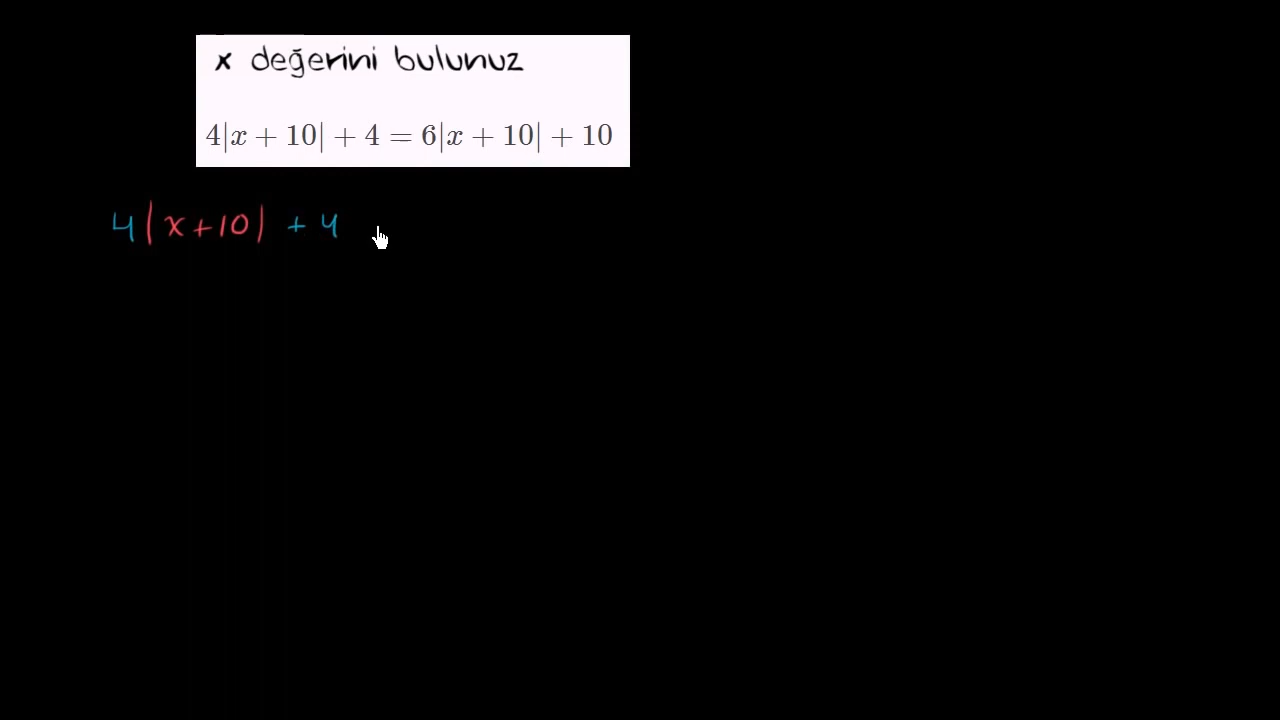 x değerini bulunuz
4|x + 10| + 4 = 6|x + 10| + 10
4|x+10| + 4